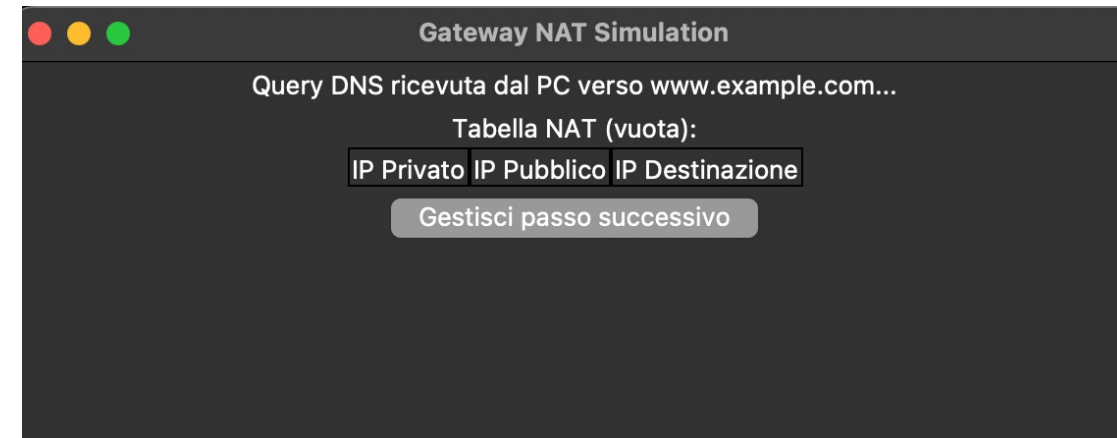 Gateway NAT Simulation
Query DNS ricevuta dal PC verso www.example.com...
Tabella NAT (vuota):
IP Privato IP Pubblico IP Destinazione
Gestisci passo successivo